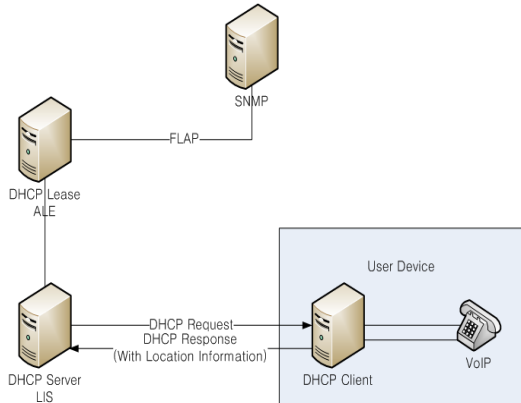 SNMP
FLAP
DHCP Lease
ALE
User Device
DHCP Request
DHCP Response
(With Location Information)
VoIP
DHCP Server
LIS
DHCP Client